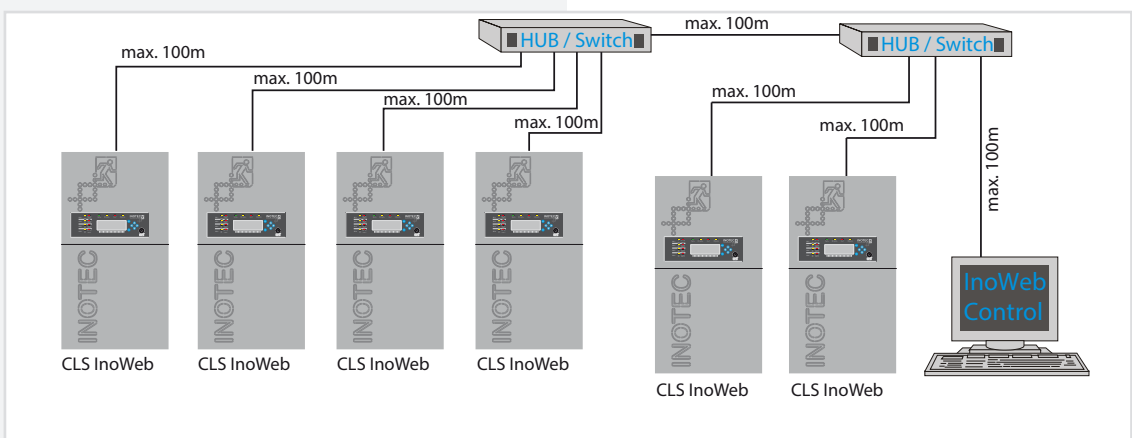 HUB / Switch
max. 100m
HUB / Switch
max. 100m
max. 100m
max. 100m
max. 100m
max. 100m
max. 100m
max. 100m
INOTEC
INOTEC
INOTEC
INOTEC
INOTEC
INOTEC
InoWeb
Control
CLS InoWeb
CLS InoWeb
CLS InoWeb
CLS InoWeb
CLS InoWeb
CLS InoWeb